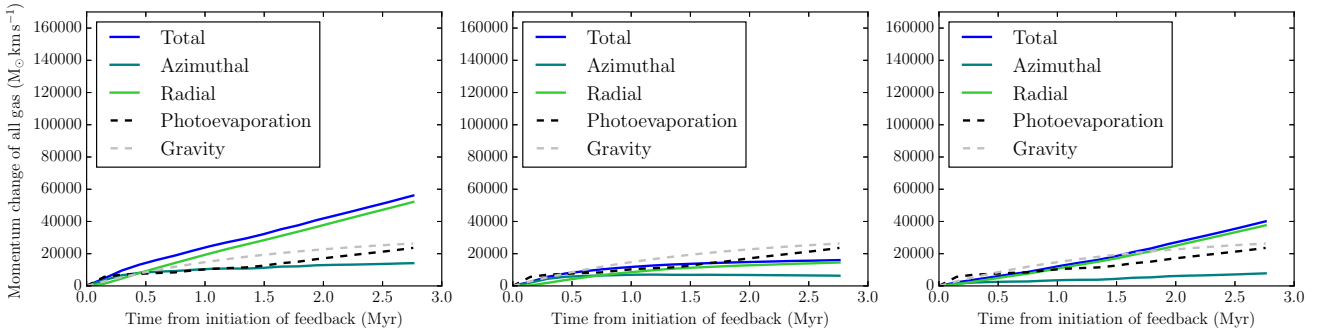 Momentum change of all gas (M⊙ km s⁻¹)
160000
140000
120000
100000
80000
60000
40000
20000
0
Total
Azimuthal
Radial
Photoevaporation
Gravity
0.0 0.5 1.0 1.5 2.0 2.5 3.0
Time from initiation of feedback (Myr)
160000
140000
120000
100000
80000
60000
40000
20000
0
Total
Azimuthal
Radial
Photoevaporation
Gravity
0.0 0.5 1.0 1.5 2.0 2.5 3.0
Time from initiation of feedback (Myr)
160000
140000
120000
100000
80000
60000
40000
20000
0
Total
Azimuthal
Radial
Photoevaporation
Gravity
0.0 0.5 1.0 1.5 2.0 2.5 3.0
Time from initiation of feedback (Myr)